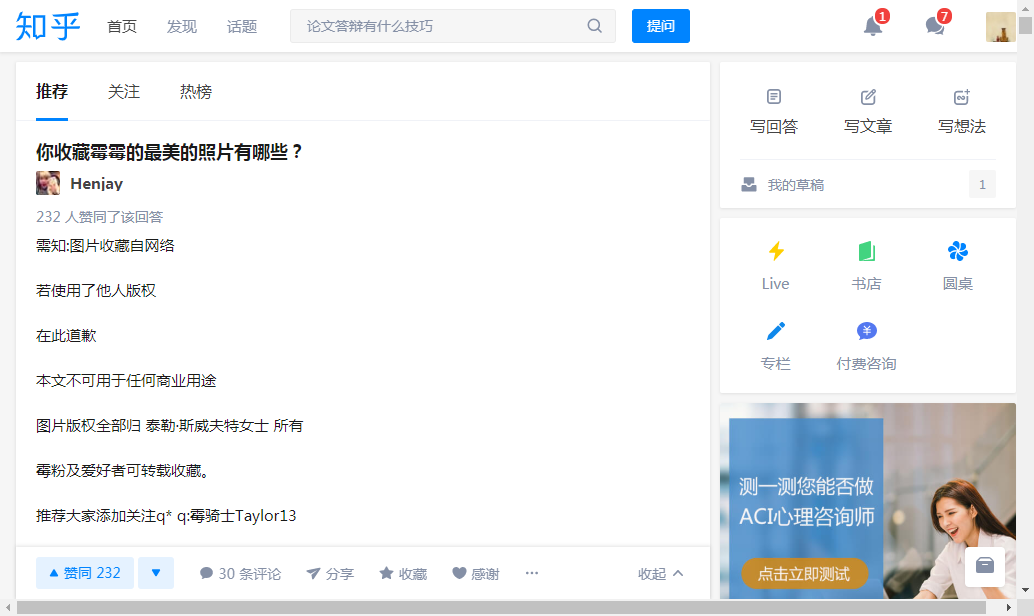 知乎 首页 发现 话题 论文答辩有什么技巧 提问 1 7
推荐 关注 热榜
你收藏霉霉的最美的照片有哪些？
Henjay
232 人赞同了该回答
需知:图片收藏自网络
若使用了他人版权
在此道歉
本文不可用于任何商业用途
图片版权全部归 泰勒·斯威夫特女士 所有
霉粉及爱好者可转载收藏。
推荐大家添加关注q* q:霉骑士Taylor13
赞同 232 30 条评论 分享 收藏 感谢 ··· 收起
写回答 写文章 写想法
我的草稿 1
Live 书店 圆桌
专栏 付费咨询
测一测您能否做
ACI心理咨询师
点击立即测试